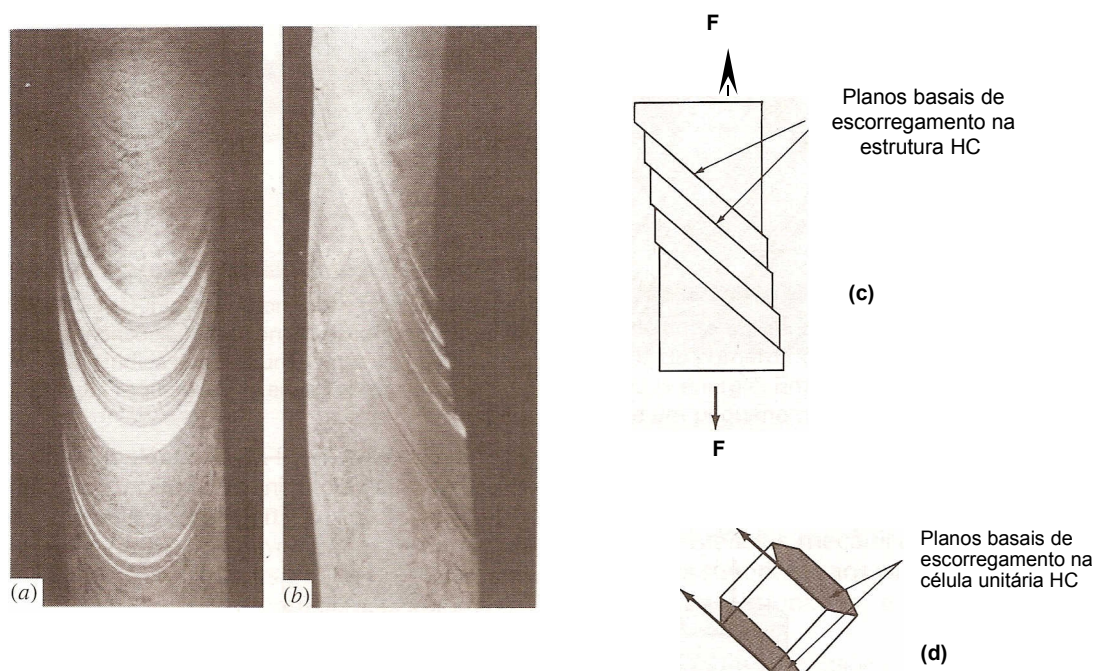 F
Planos basais de
escorregamento na
estrutura HC
(c)
F
(a)
(b)
Planos basais de
escorregamento na
célula unitária HC
(d)